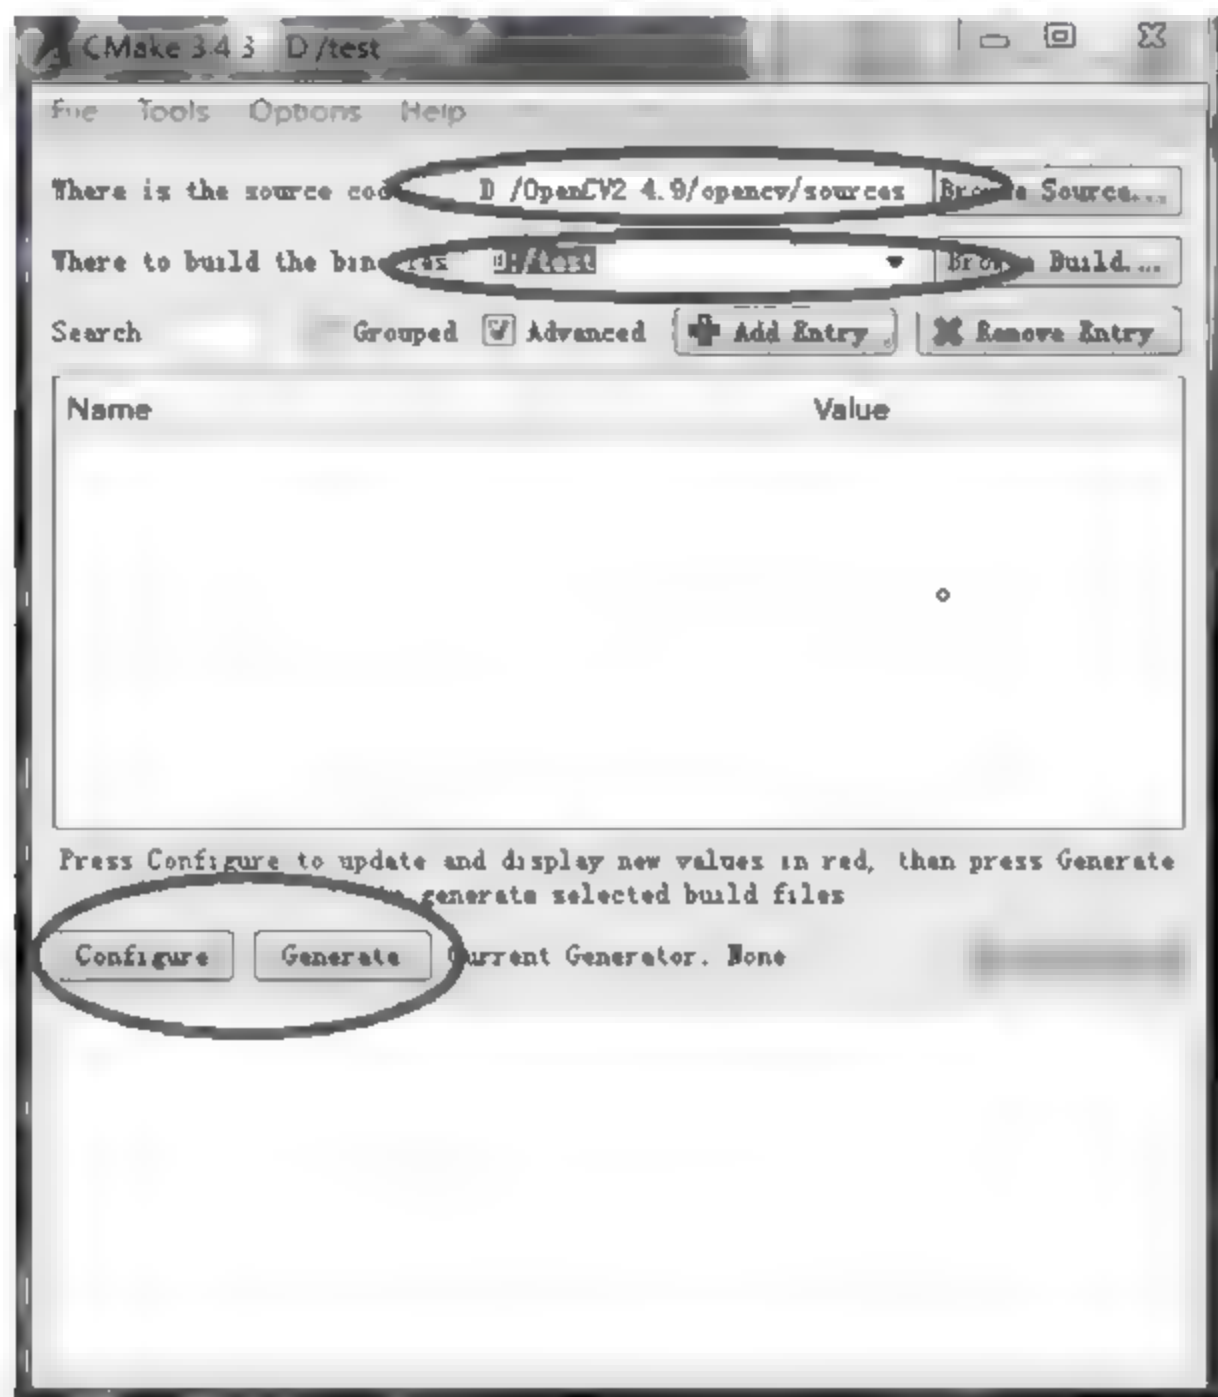 CMake 3.4 3 D /test
File Tools Options Help
Where is the source cod D /OpenCV2 4.9/opencv/sources Browse Source...
Where to build the binaries D:/test Browse Build...
Search Grouped Advanced Add Entry Remove Entry
Name Value
Press Configure to update and display new values in red, then press Generate
generate selected build files
Configure Generate Current Generator. None